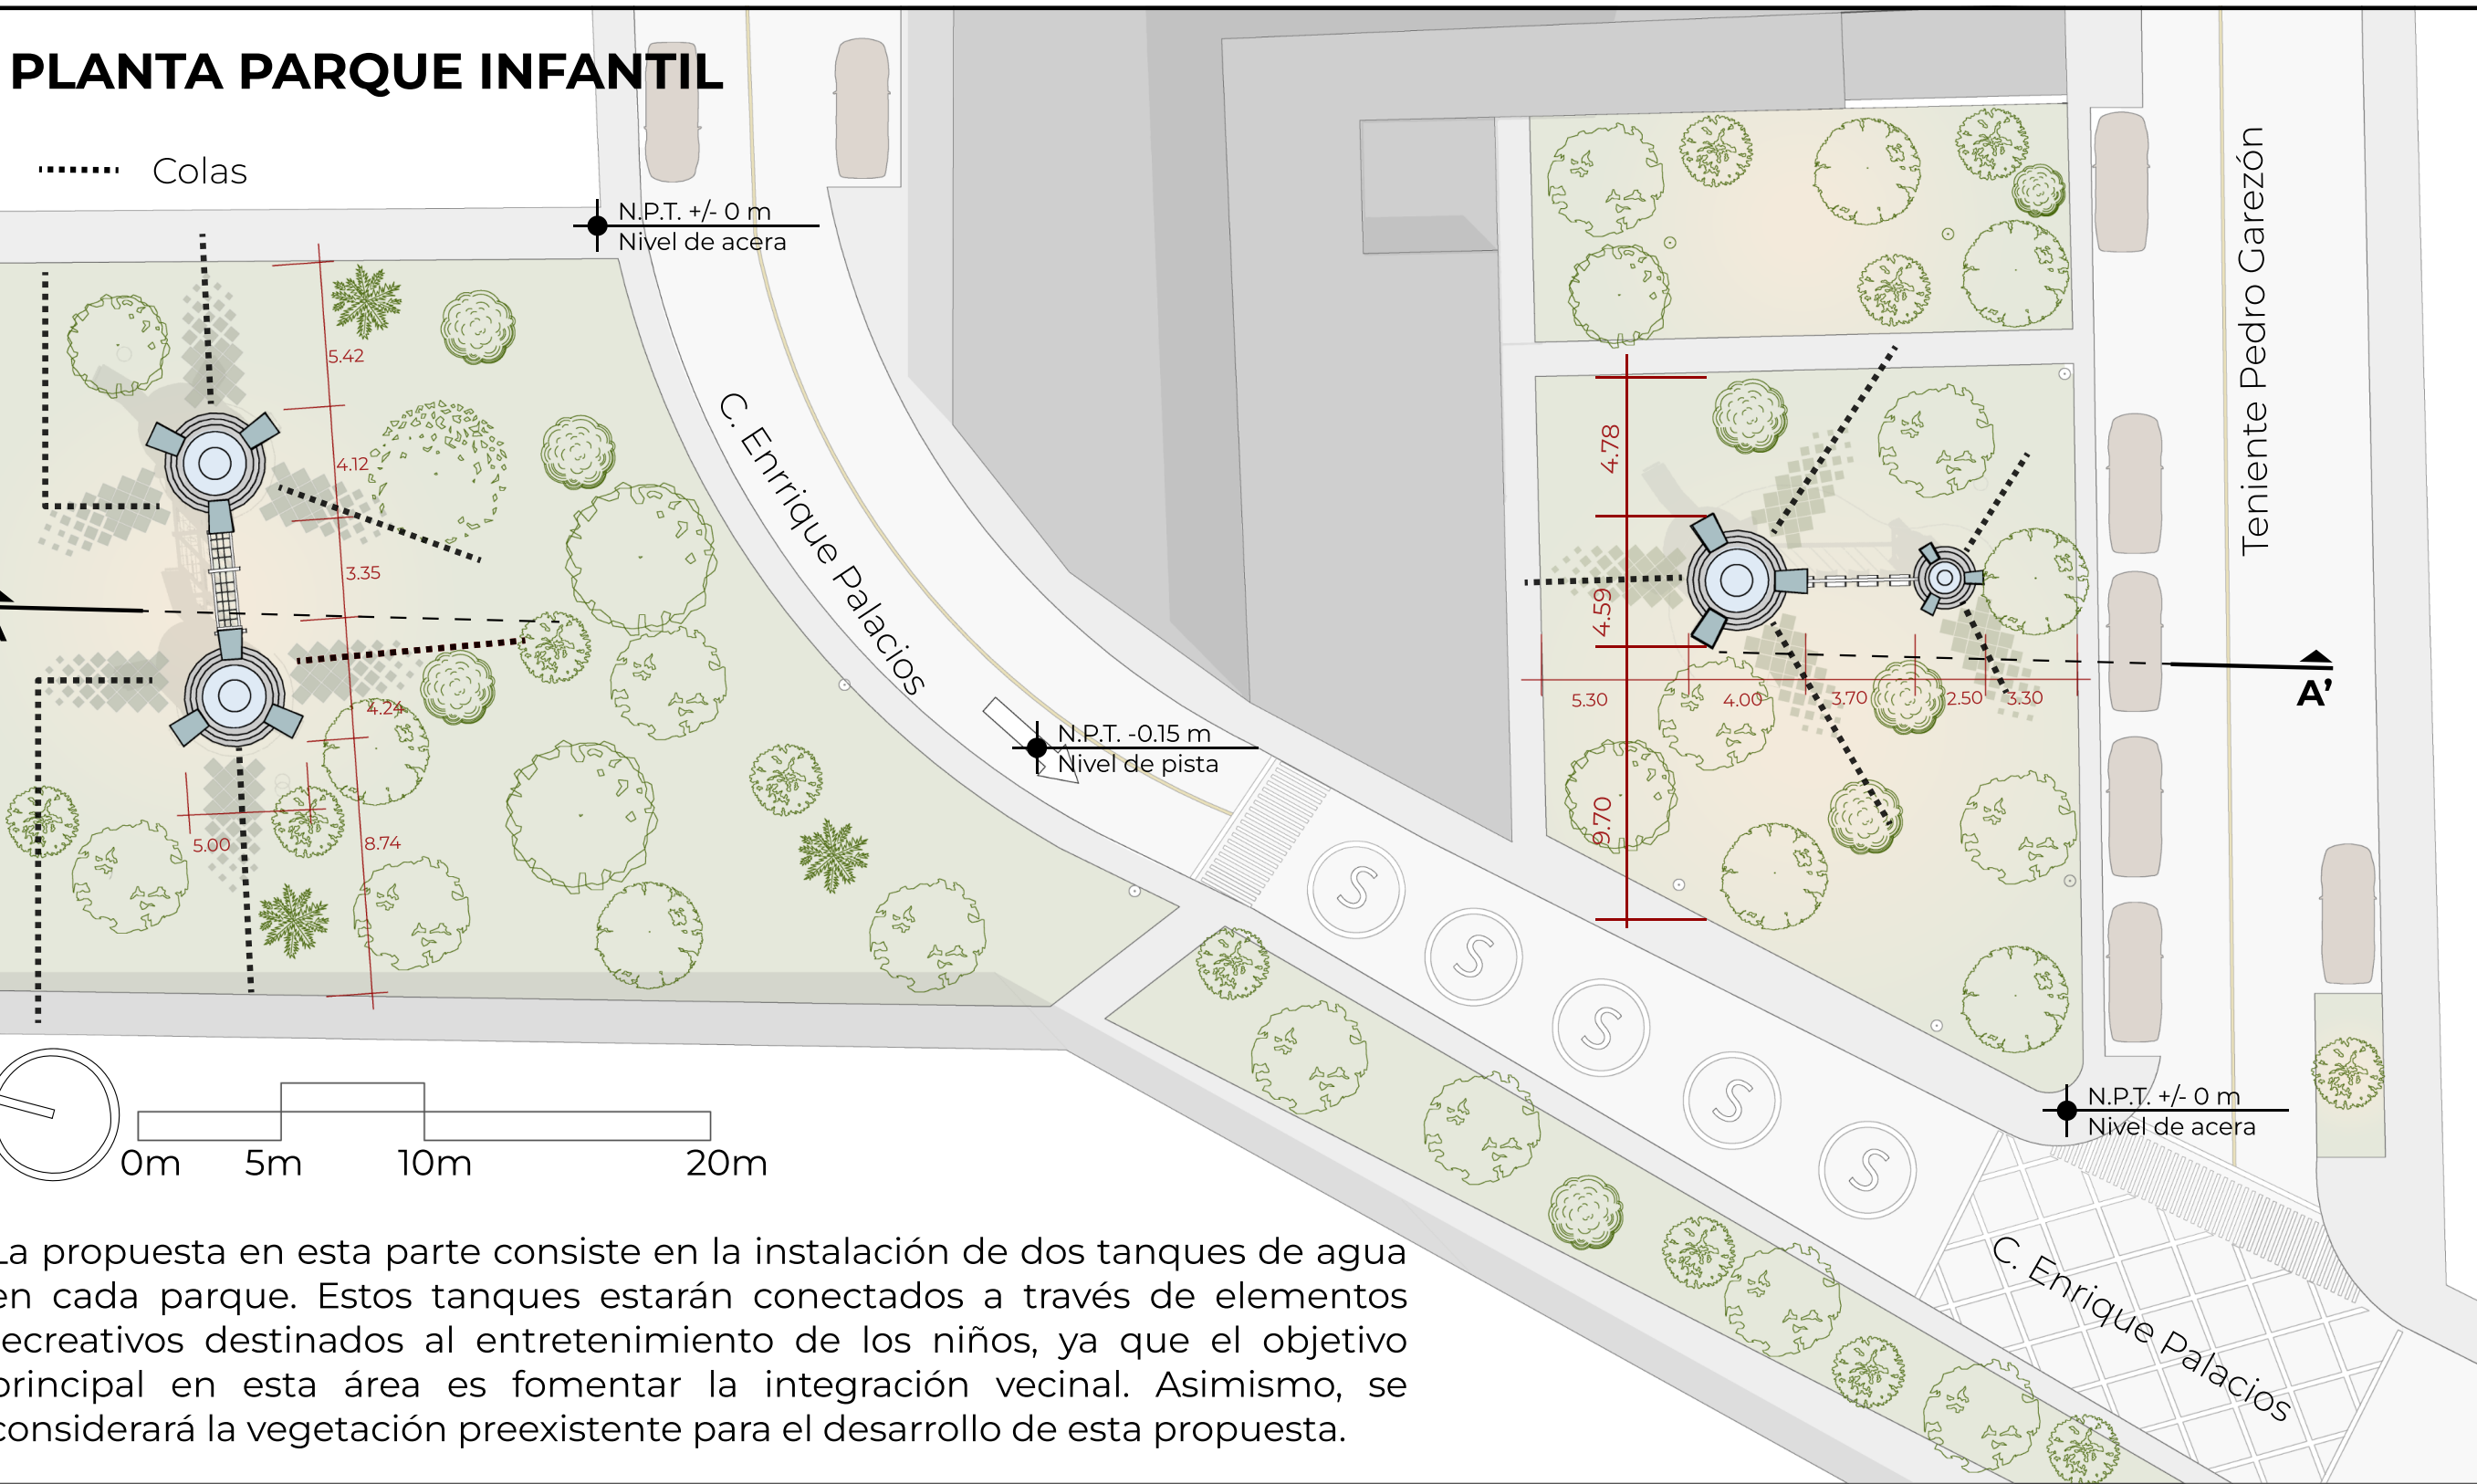 PLANTA PARQUE INFANTIL
Colas
N.P.T. +/- 0 m
Nivel de acera
5.42
4.12
3.35
4.24
5.00
8.74
C. Enrrique Palacios
N.P.T. -0.15 m
Nivel de pista
S
S
S
S
S
4.78
4.59
9.70
5.30
4.00
3.70
2.50
3.30
Teniente Pedro Garezón
A'
N.P.T. +/- 0 m
Nivel de acera
C. Enrique Palacios
0m 5m 10m 20m
La propuesta en esta parte consiste en la instalación de dos tanques de agua
en cada parque. Estos tanques estarán conectados a través de elementos
recreativos destinados al entretenimiento de los niños, ya que el objetivo
principal en esta área es fomentar la integración vecinal. Asimismo, se
considerará la vegetación preexistente para el desarrollo de esta propuesta.